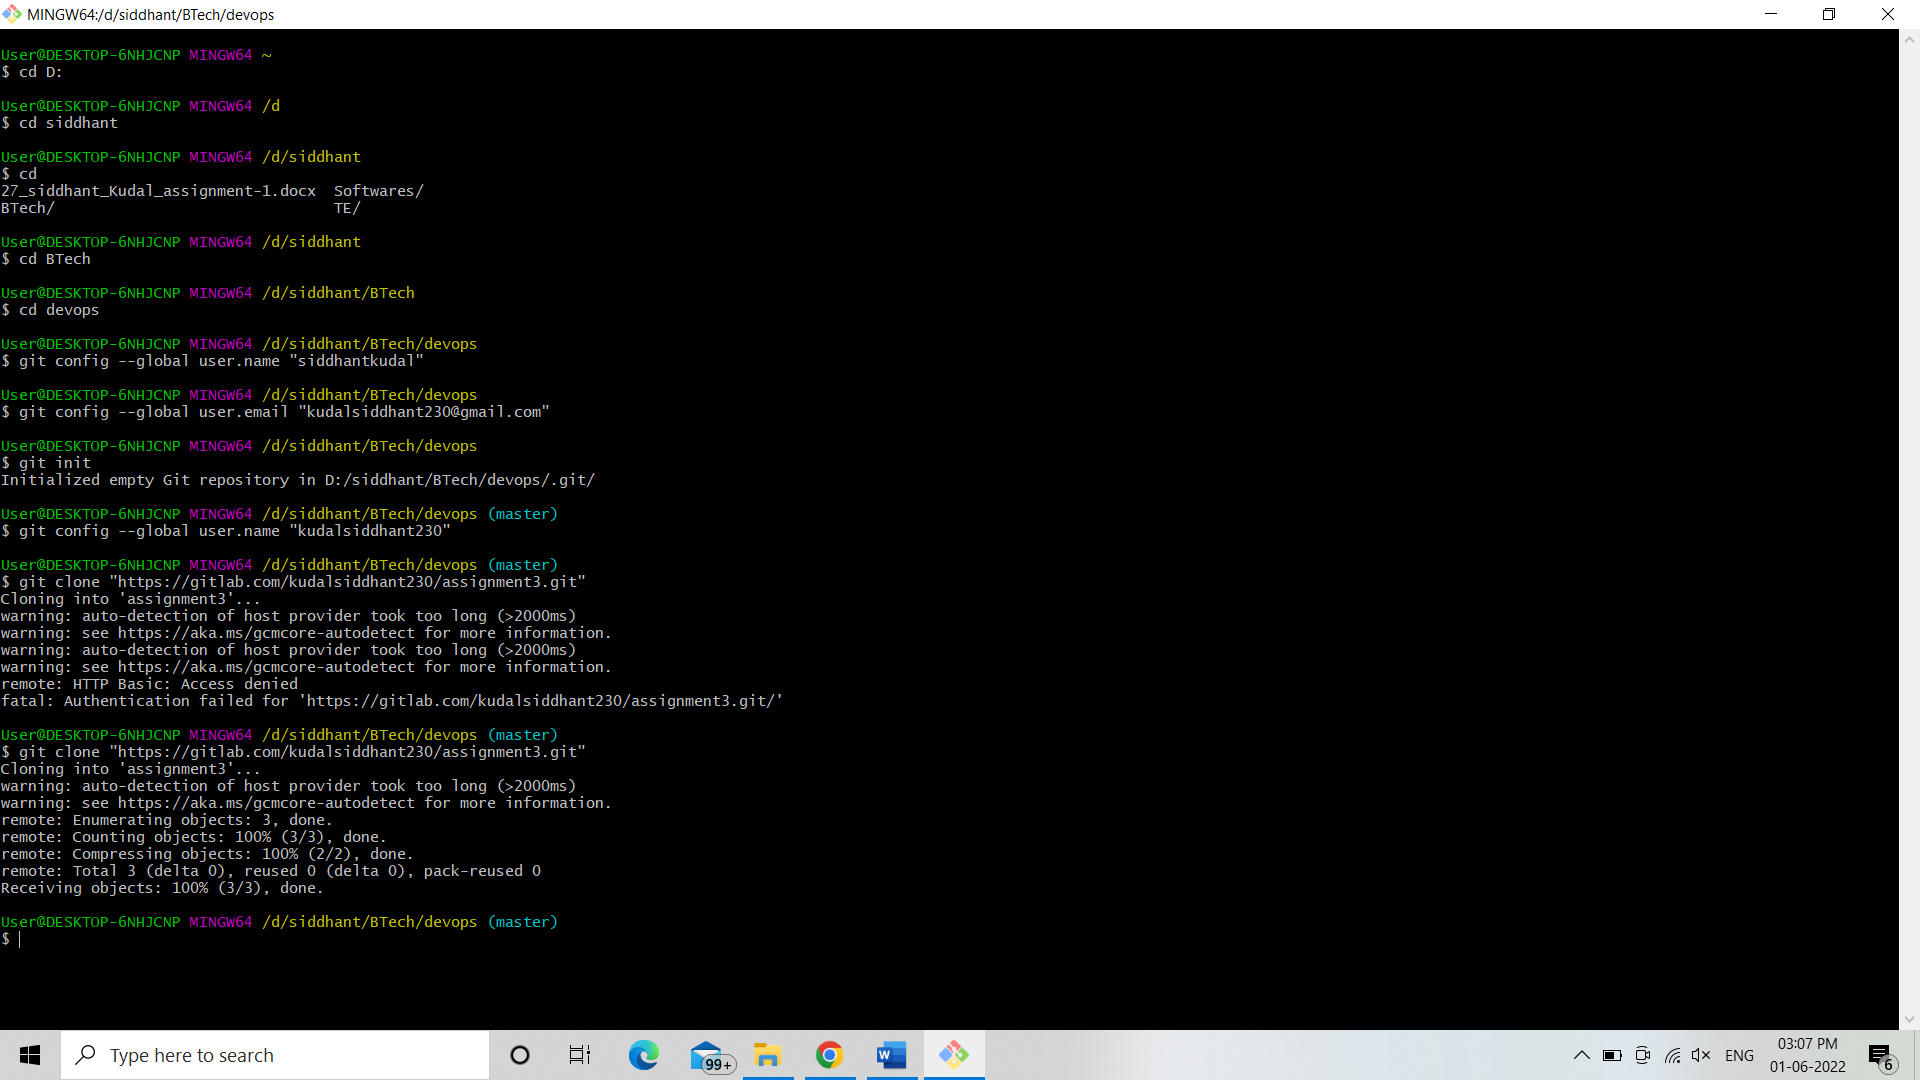 MINGW64:/d/siddhant/BTech/devops
User@DESKTOP-6NHJCNP MINGW64 ~
$ cd D:
User@DESKTOP-6NHJCNP MINGW64 /d
$ cd siddhant
User@DESKTOP-6NHJCNP MINGW64 /d/siddhant
$ cd
27_siddhant_Kudal_assignment-1.docx  Softwares/
BTech/                               TE/
User@DESKTOP-6NHJCNP MINGW64 /d/siddhant
$ cd BTech
User@DESKTOP-6NHJCNP MINGW64 /d/siddhant/BTech
$ cd devops
User@DESKTOP-6NHJCNP MINGW64 /d/siddhant/BTech/devops
$ git config --global user.name "siddhantkudal"
User@DESKTOP-6NHJCNP MINGW64 /d/siddhant/BTech/devops
$ git config --global user.email "kudalsiddhant230@gmail.com"
User@DESKTOP-6NHJCNP MINGW64 /d/siddhant/BTech/devops
$ git init
Initialized empty Git repository in D:/siddhant/BTech/devops/.git/
User@DESKTOP-6NHJCNP MINGW64 /d/siddhant/BTech/devops (master)
$ git config --global user.name "kudalsiddhant230"
User@DESKTOP-6NHJCNP MINGW64 /d/siddhant/BTech/devops (master)
$ git clone "https://gitlab.com/kudalsiddhant230/assignment3.git"
Cloning into 'assignment3'...
warning: auto-detection of host provider took too long (>2000ms)
warning: see https://aka.ms/gcmcore-autodetect for more information.
warning: auto-detection of host provider took too long (>2000ms)
warning: see https://aka.ms/gcmcore-autodetect for more information.
remote: HTTP Basic: Access denied
fatal: Authentication failed for 'https://gitlab.com/kudalsiddhant230/assignment3.git/'
User@DESKTOP-6NHJCNP MINGW64 /d/siddhant/BTech/devops (master)
$ git clone "https://gitlab.com/kudalsiddhant230/assignment3.git"
Cloning into 'assignment3'...
warning: auto-detection of host provider took too long (>2000ms)
warning: see https://aka.ms/gcmcore-autodetect for more information.
remote: Enumerating objects: 3, done.
remote: Counting objects: 100% (3/3), done.
remote: Compressing objects: 100% (2/2), done.
remote: Total 3 (delta 0), reused 0 (delta 0), pack-reused 0
Receiving objects: 100% (3/3), done.
User@DESKTOP-6NHJCNP MINGW64 /d/siddhant/BTech/devops (master)
$
Type here to search
99+
W
ENG
03:07 PM
01-06-2022
6